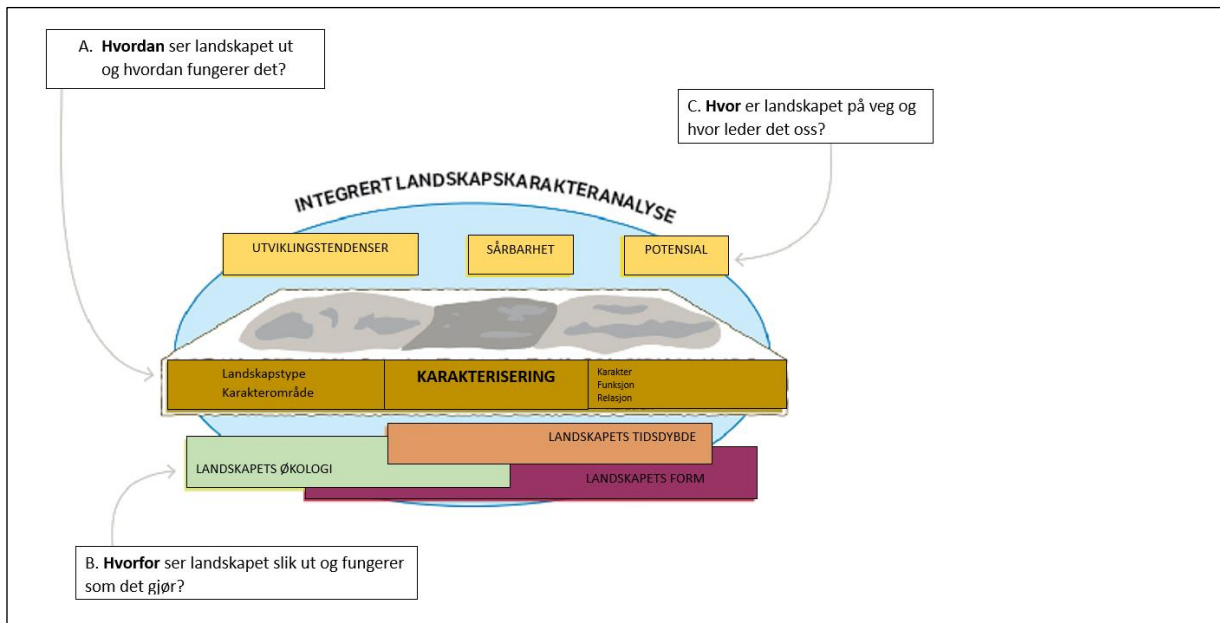 A. Hvordan ser landskapet ut
og hvordan fungerer det?
C. Hvor er landskapet på veg og
hvor leder det oss?
INTEGRERT LANDSKAPSKARAKTERANALYSE
UTVIKLINGSTENDENSER
SÅRBARHET
POTENSIAL
Landskapstype
Karakterområde
KARAKTERISERING
Karakter
Funksjon
Relasjon
LANDSKAPETS TIDSDYBDE
LANDSKAPETS ØKOLOGI
LANDSKAPETS FORM
B. Hvorfor ser landskapet slik ut og fungerer
som det gjør?